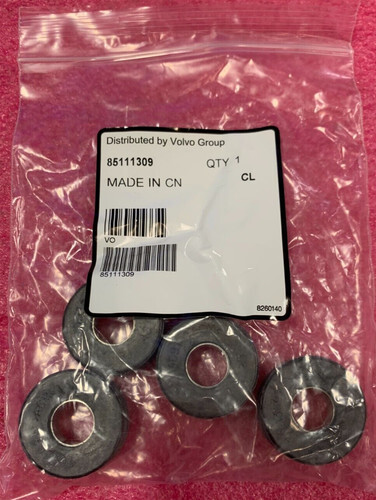 Distributed by Volvo Group
85111309 QTY 1
MADE IN CN CL
VO
85111309
8260140